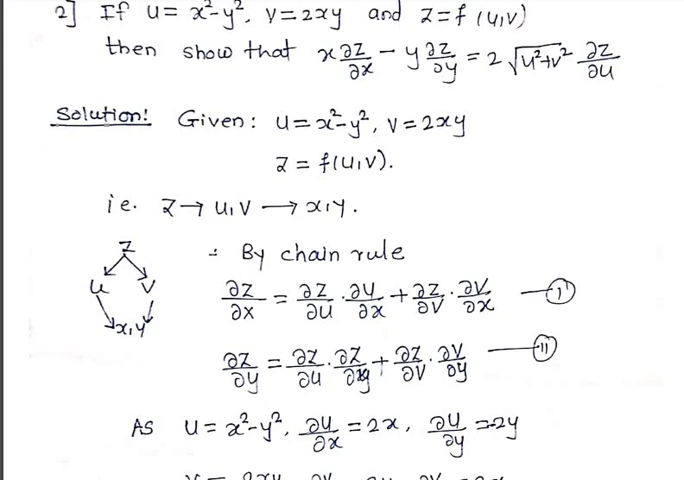 2] If u = x²-y², v = 2xy and z = f (u,v)
then show that x ∂z/∂x - y ∂z/∂y = 2 √u²+v² ∂z/∂u
Solution! Given: u = x²-y², v = 2xy
z = f(u,v).
ie. z → u,v → x,y.
z
∴ By chain rule
u v
∂z/∂x = ∂z/∂u · ∂u/∂x + ∂z/∂v · ∂v/∂x — (I)
x,y
∂z/∂y = ∂z/∂u · ∂z/∂y + ∂z/∂v · ∂v/∂y — (II)
As u = x²-y², ∂u/∂x = 2x, ∂u/∂y = -2y